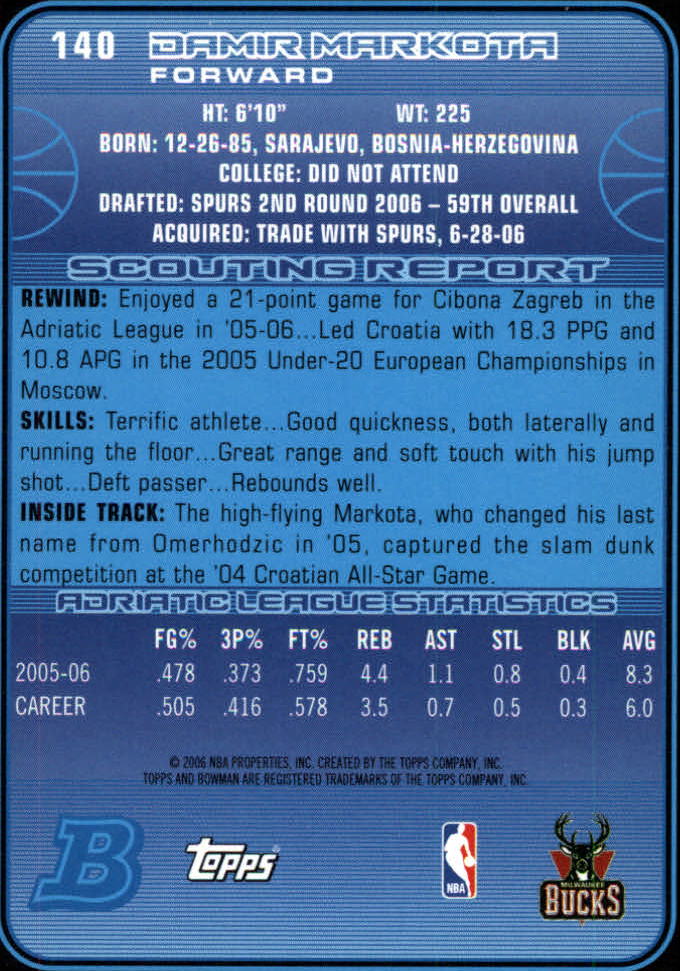 140 DAMIR MARKOTA
FORWARD
HT: 6'10" WT: 225
BORN: 12-26-85, SARAJEVO, BOSNIA-HERZEGOVINA
COLLEGE: DID NOT ATTEND
DRAFTED: SPURS 2ND ROUND 2006 – 59TH OVERALL
ACQUIRED: TRADE WITH SPURS, 6-28-06
SCOUTING REPORT
REWIND: Enjoyed a 21-point game for Cibona Zagreb in the
Adriatic League in '05-06...Led Croatia with 18.3 PPG and
10.8 APG in the 2005 Under-20 European Championships in
Moscow.
SKILLS: Terrific athlete...Good quickness, both laterally and
running the floor...Great range and soft touch with his jump
shot...Deft passer...Rebounds well.
INSIDE TRACK: The high-flying Markota, who changed his last
name from Omerhodzic in '05, captured the slam dunk
competition at the '04 Croatian All-Star Game.
ADRIATIC LEAGUE STATISTICS
FG% 3P% FT% REB AST STL BLK AVG
2005-06 .478 .373 .759 4.4 1.1 0.8 0.4 8.3
CAREER .505 .416 .578 3.5 0.7 0.5 0.3 6.0
© 2006 NBA PROPERTIES, INC. CREATED BY THE TOPPS COMPANY, INC.
TOPPS AND BOWMAN ARE REGISTERED TRADEMARKS OF THE TOPPS COMPANY, INC.
B topps® NBA MILWAUKEE BUCKS